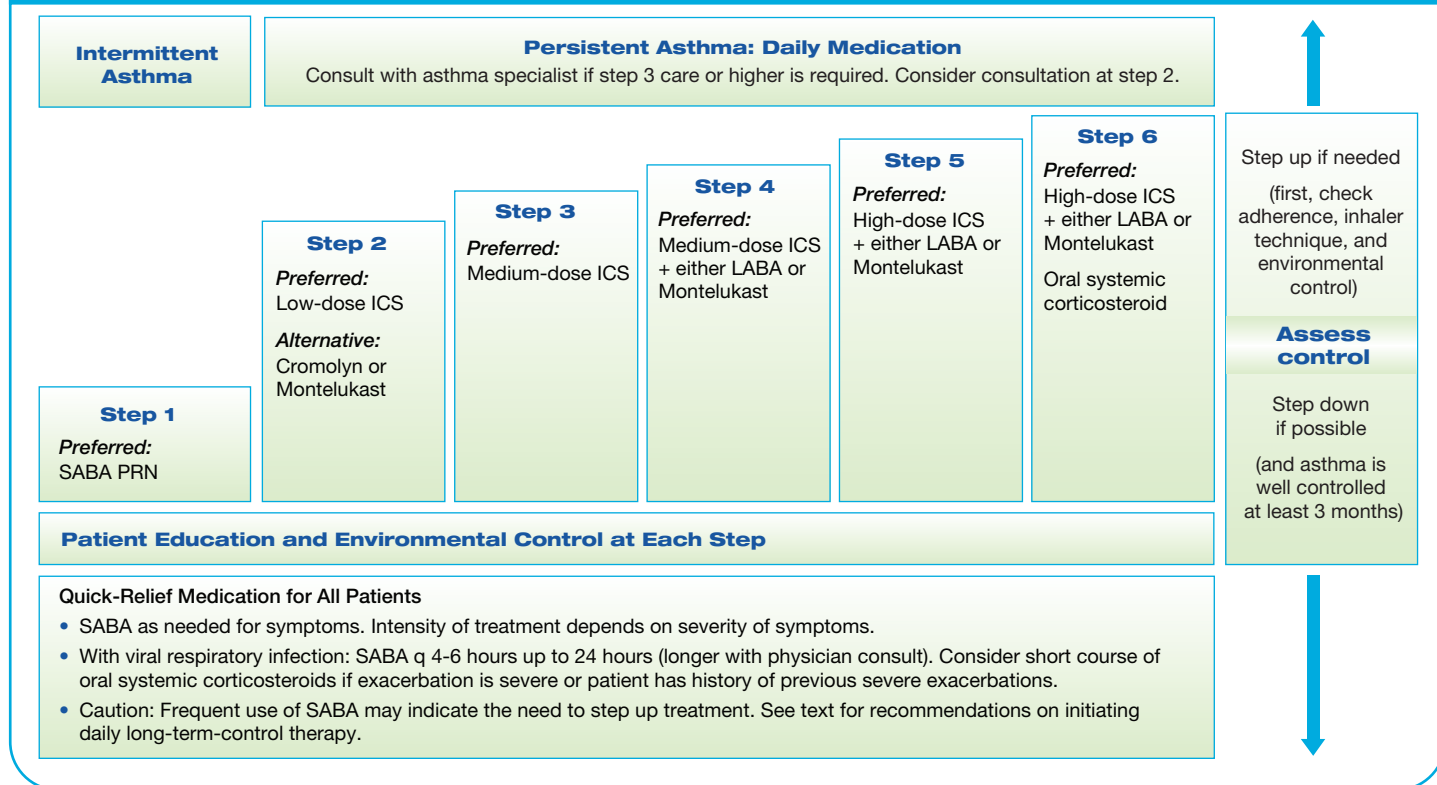 Intermittent
Asthma
Persistent Asthma: Daily Medication
Consult with asthma specialist if step 3 care or higher is required. Consider consultation at step 2.
Step 1
Preferred:
SABA PRN
Step 2
Preferred:
Low-dose ICS
Alternative:
Cromolyn or
Montelukast
Step 3
Preferred:
Medium-dose ICS
Step 4
Preferred:
Medium-dose ICS
+ either LABA or
Montelukast
Step 5
Preferred:
High-dose ICS
+ either LABA or
Montelukast
Step 6
Preferred:
High-dose ICS
+ either LABA or
Montelukast
Oral systemic
corticosteroid
Step up if needed
(first, check
adherence, inhaler
technique, and
environmental
control)
Assess
control
Step down
if possible
(and asthma is
well controlled
at least 3 months)
Patient Education and Environmental Control at Each Step
Quick-Relief Medication for All Patients
• SABA as needed for symptoms. Intensity of treatment depends on severity of symptoms.
• With viral respiratory infection: SABA q 4-6 hours up to 24 hours (longer with physician consult). Consider short course of
oral systemic corticosteroids if exacerbation is severe or patient has history of previous severe exacerbations.
• Caution: Frequent use of SABA may indicate the need to step up treatment. See text for recommendations on initiating
daily long-term-control therapy.